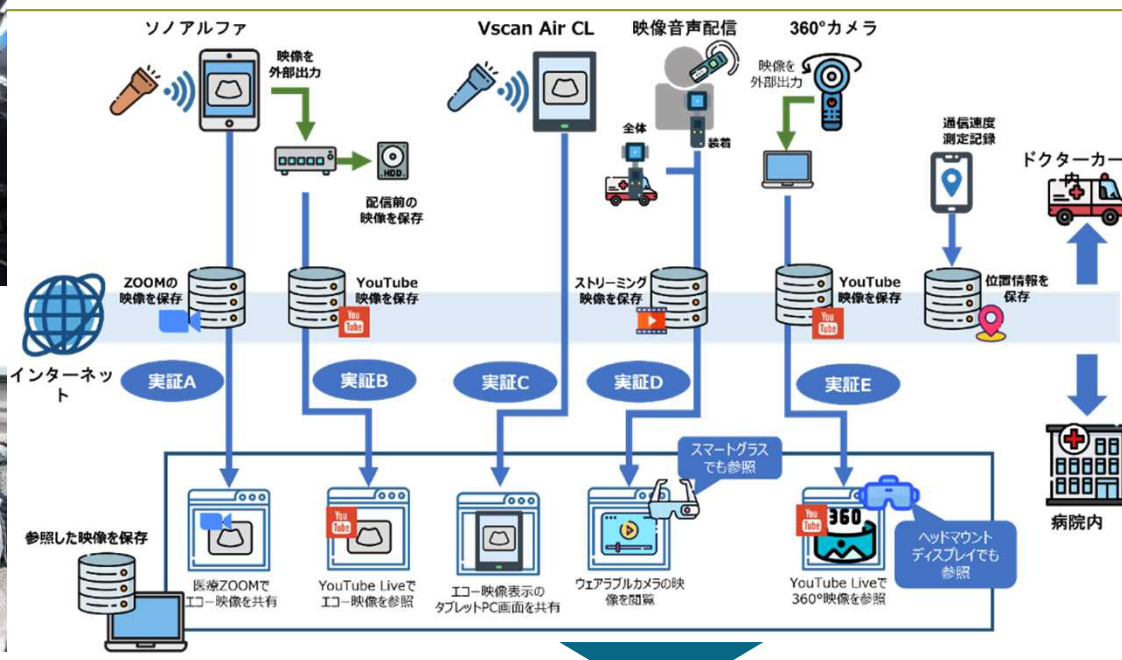 ソノアルファ
Vscan Air CL
映像音声配信
360°カメラ
映像を
外部出力
映像を
外部出力
全体
装着
通信速度
測定記録
ドクターカー
内
HDD.
配信前の
映像を保存
ZOOMの
映像を保存
YouTube
映像を保存
You
Tube
ストリーミング
映像を保存
YouTube
映像を保存
You
Tube
位置情報を
保存
インターネッ
ト
実証A
実証B
実証C
実証D
実証E
スマートグラス
でも参照
You
Tube
You
Tube
360
ヘッドマウント
ディスプレイでも
参照
病院内
参照した映像を保存
医療ZOOMで
エコー映像を共有
YouTube Liveで
エコー映像を参照
エコー映像表示の
タブレットPC画面を共有
ウェアラブルカメラの映
像を閲覧
YouTube Liveで
360°映像を参照